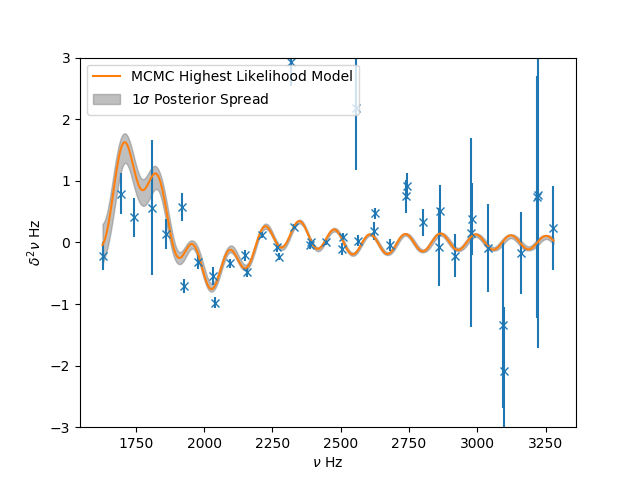 3
2
1
0
−1
−2
−3
δ²ν Hz
MCMC Highest Likelihood Model
1σ Posterior Spread
1750 2000 2250 2500 2750 3000 3250
ν Hz